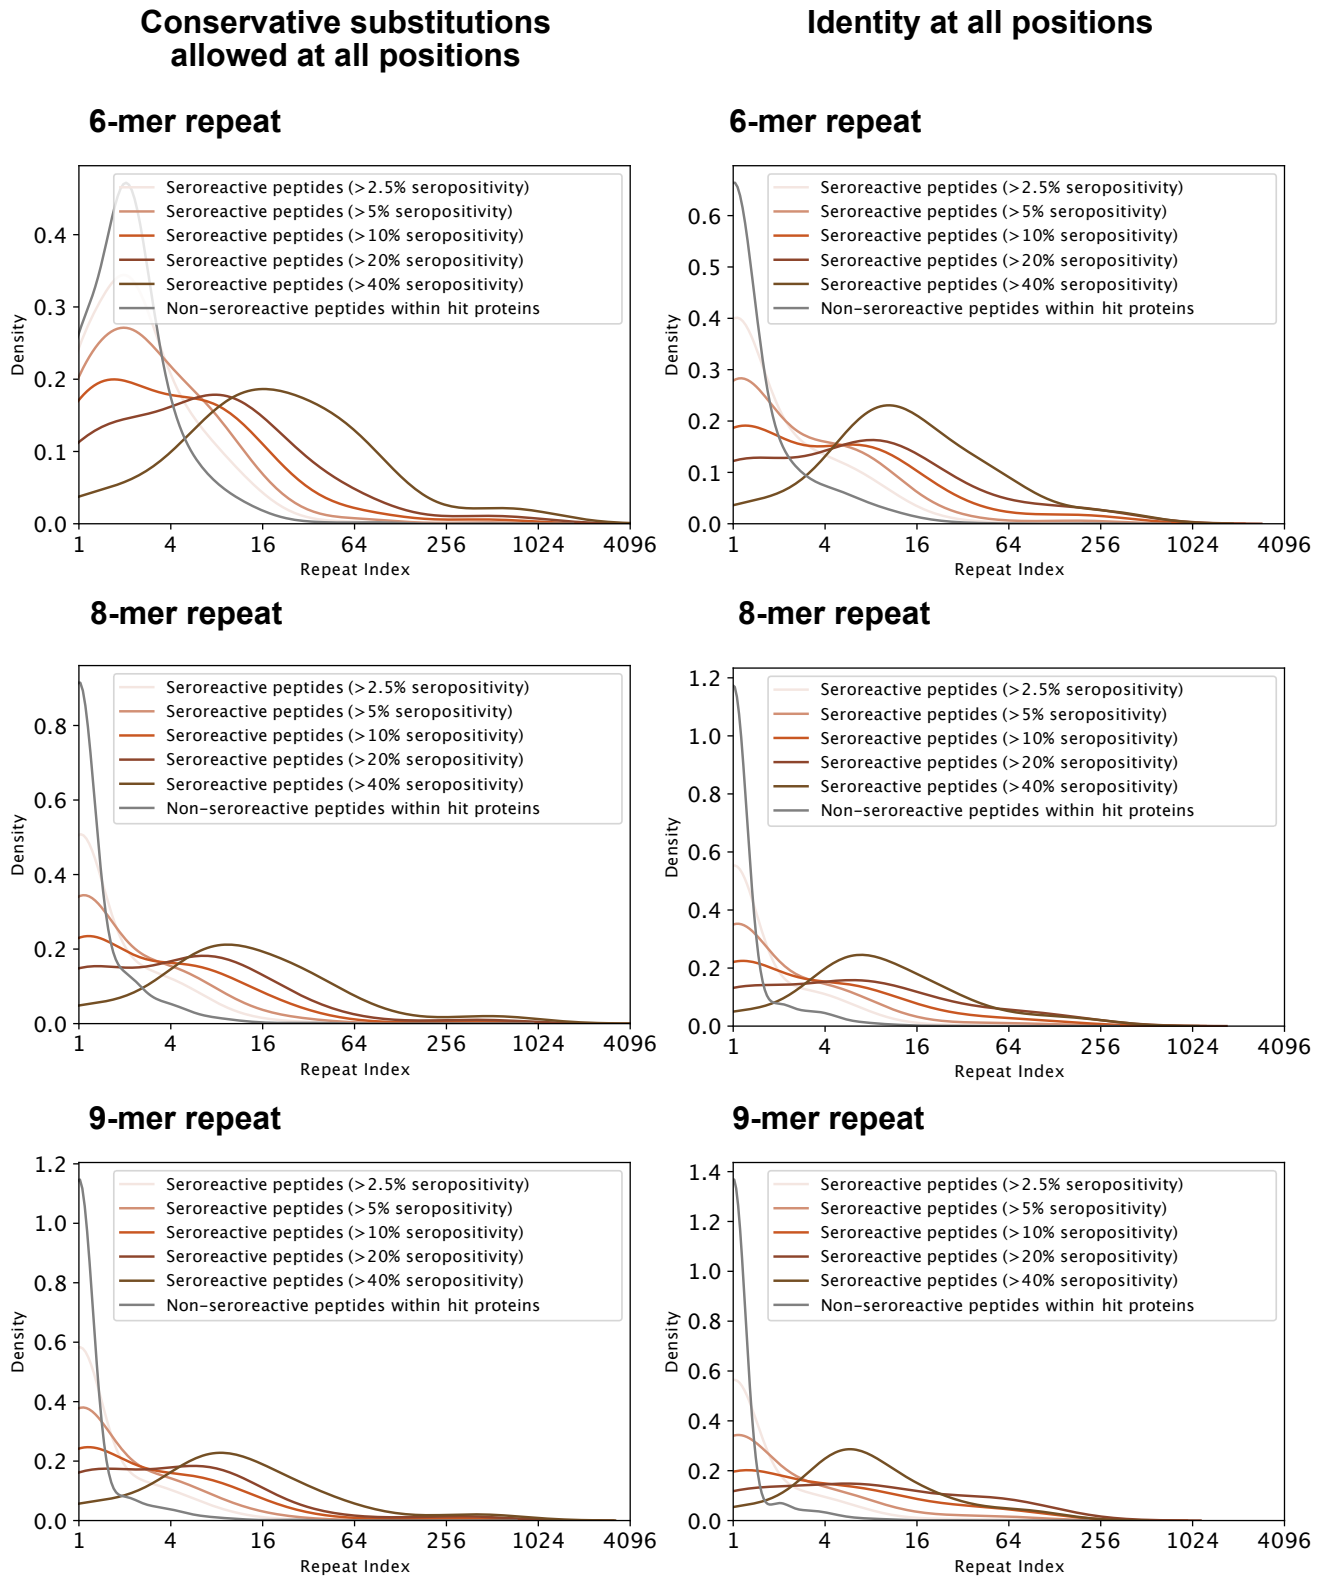 Conservative substitutions
allowed at all positions
Identity at all positions
6-mer repeat
Seroreactive peptides (>2.5% seropositivity)
Seroreactive peptides (>5% seropositivity)
Seroreactive peptides (>10% seropositivity)
Seroreactive peptides (>20% seropositivity)
Seroreactive peptides (>40% seropositivity)
Non-seroreactive peptides within hit proteins
0.4
0.3
0.2
0.1
0.0
Density
1 4 16 64 256 1024 4096
Repeat Index
6-mer repeat
Seroreactive peptides (>2.5% seropositivity)
Seroreactive peptides (>5% seropositivity)
Seroreactive peptides (>10% seropositivity)
Seroreactive peptides (>20% seropositivity)
Seroreactive peptides (>40% seropositivity)
Non-seroreactive peptides within hit proteins
0.6
0.5
0.4
0.3
0.2
0.1
0.0
Density
1 4 16 64 256 1024 4096
Repeat Index
8-mer repeat
Seroreactive peptides (>2.5% seropositivity)
Seroreactive peptides (>5% seropositivity)
Seroreactive peptides (>10% seropositivity)
Seroreactive peptides (>20% seropositivity)
Seroreactive peptides (>40% seropositivity)
Non-seroreactive peptides within hit proteins
0.8
0.6
0.4
0.2
0.0
Density
1 4 16 64 256 1024 4096
Repeat Index
8-mer repeat
Seroreactive peptides (>2.5% seropositivity)
Seroreactive peptides (>5% seropositivity)
Seroreactive peptides (>10% seropositivity)
Seroreactive peptides (>20% seropositivity)
Seroreactive peptides (>40% seropositivity)
Non-seroreactive peptides within hit proteins
1.2
1.0
0.8
0.6
0.4
0.2
0.0
Density
1 4 16 64 256 1024 4096
Repeat Index
9-mer repeat
Seroreactive peptides (>2.5% seropositivity)
Seroreactive peptides (>5% seropositivity)
Seroreactive peptides (>10% seropositivity)
Seroreactive peptides (>20% seropositivity)
Seroreactive peptides (>40% seropositivity)
Non-seroreactive peptides within hit proteins
1.2
1.0
0.8
0.6
0.4
0.2
0.0
Density
1 4 16 64 256 1024 4096
Repeat Index
9-mer repeat
Seroreactive peptides (>2.5% seropositivity)
Seroreactive peptides (>5% seropositivity)
Seroreactive peptides (>10% seropositivity)
Seroreactive peptides (>20% seropositivity)
Seroreactive peptides (>40% seropositivity)
Non-seroreactive peptides within hit proteins
1.4
1.2
1.0
0.8
0.6
0.4
0.2
0.0
Density
1 4 16 64 256 1024 4096
Repeat Index